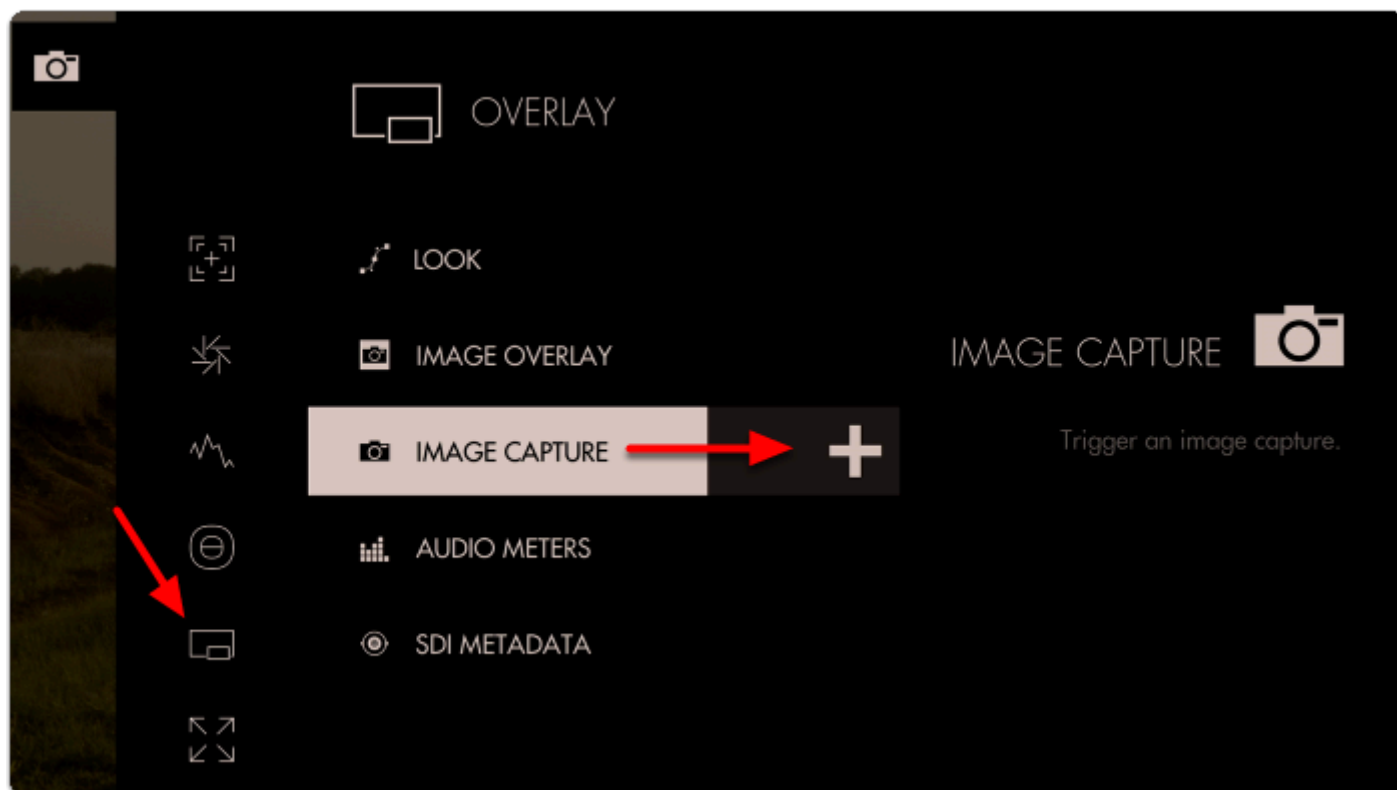 OVERLAY
LOOK
IMAGE OVERLAY
IMAGE CAPTURE
AUDIO METERS
SDI METADATA
IMAGE CAPTURE
Trigger an image capture.